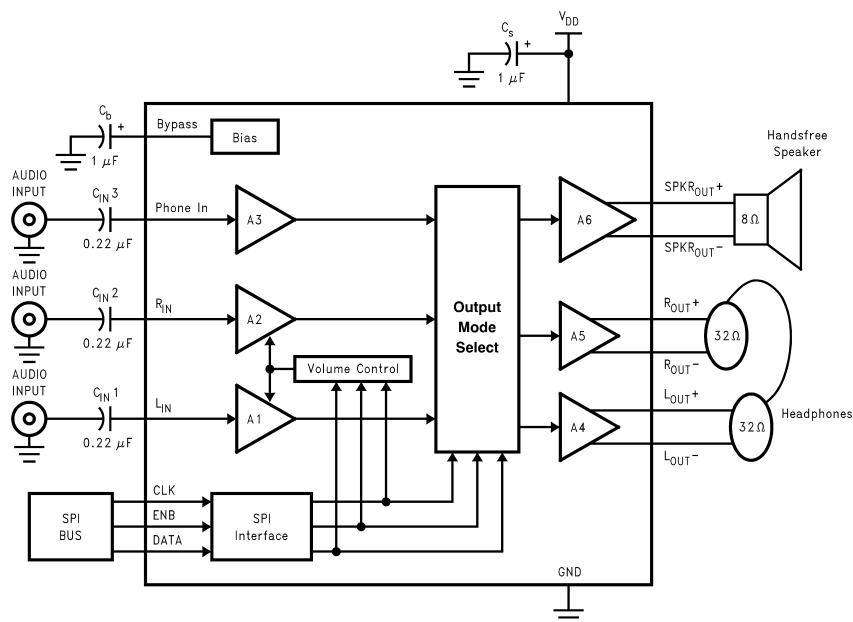 V_DD
C_s
+
1 μF
C_b
+
1 μF
Bypass
Bias
Handsfree
Speaker
AUDIO
INPUT
C_IN 3
0.22 μF
Phone In
A3
A6
SPKR_OUT+
8Ω
SPKR_OUT−
AUDIO
INPUT
C_IN 2
0.22 μF
R_IN
A2
Output
Mode
Select
A5
R_OUT+
32Ω
R_OUT−
Volume Control
AUDIO
INPUT
C_IN 1
0.22 μF
L_IN
A1
A4
L_OUT+
32Ω
L_OUT−
Headphones
SPI
BUS
CLK
ENB
DATA
SPI
Interface
GND